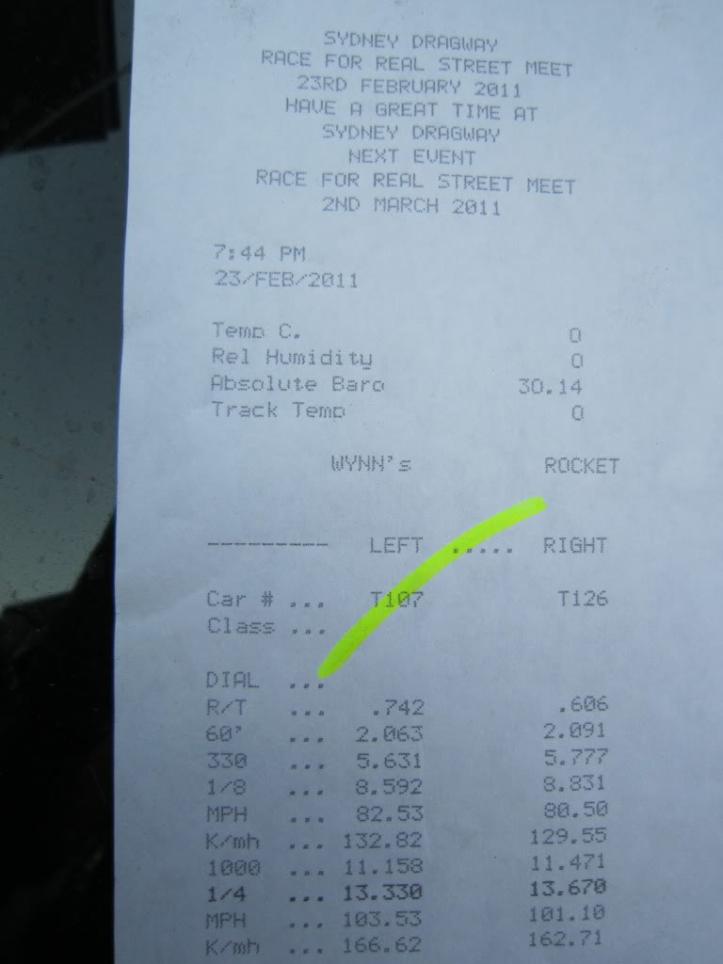 SYDNEY DRAGWAY
RACE FOR REAL STREET MEET
23RD FEBRUARY 2011
HAVE A GREAT TIME AT
SYDNEY DRAGWAY
NEXT EVENT
RACE FOR REAL STREET MEET
2ND MARCH 2011
7:44 PM
23/FEB/2011
Temp C. 0
Rel Humidity 0
Absolute Baro 30.14
Track Temp 0
WYNN's ROCKET
--------- LEFT ..... RIGHT
Car # ... T107 T126
Class ...
DIAL ...
R/T ... .742 .606
60' ... 2.063 2.091
330 ... 5.631 5.777
1/8 ... 8.592 8.831
MPH ... 82.53 80.50
K/mh ... 132.82 129.55
1000 ... 11.158 11.471
1/4 ... 13.330 13.670
MPH ... 103.53 101.10
K/mh ... 166.62 162.71